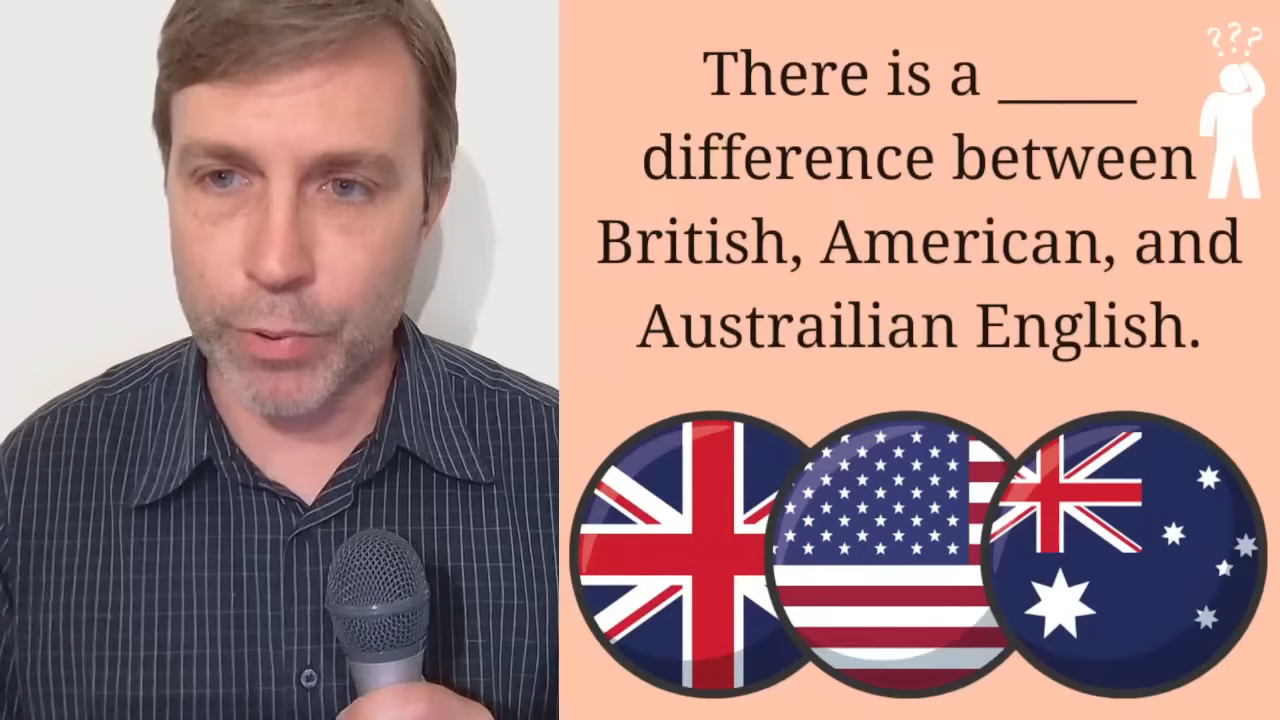 ???
There is a _____
difference between
British, American, and
Austrailian English.